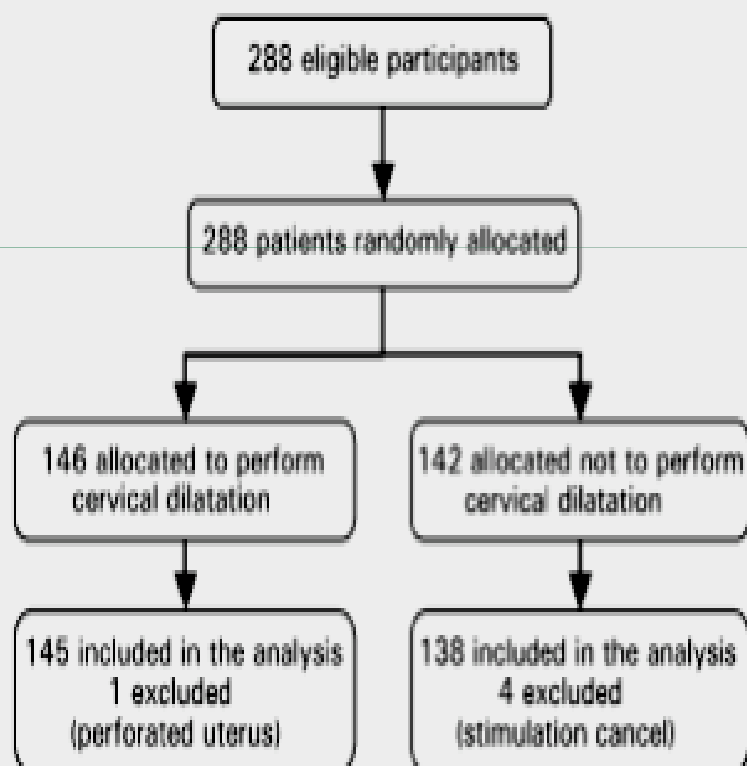 288 eligible participants
288 patients randomly allocated
146 allocated to perform
cervical dilatation
142 allocated not to perform
cervical dilatation
145 included in the analysis
1 excluded
(perforated uterus)
138 included in the analysis
4 excluded
(stimulation cancel)